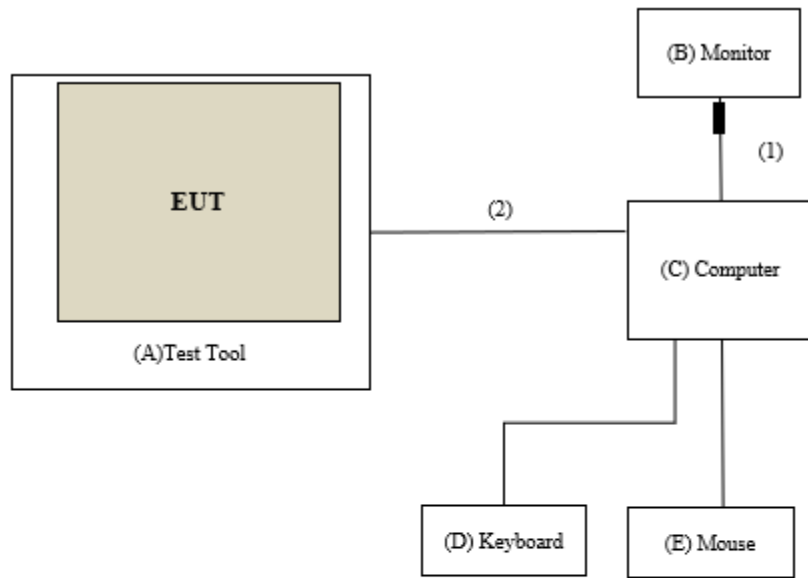 (B) Monitor
EUT
(1)
(2)
(C) Computer
(A)Test Tool
(D) Keyboard
(E) Mouse